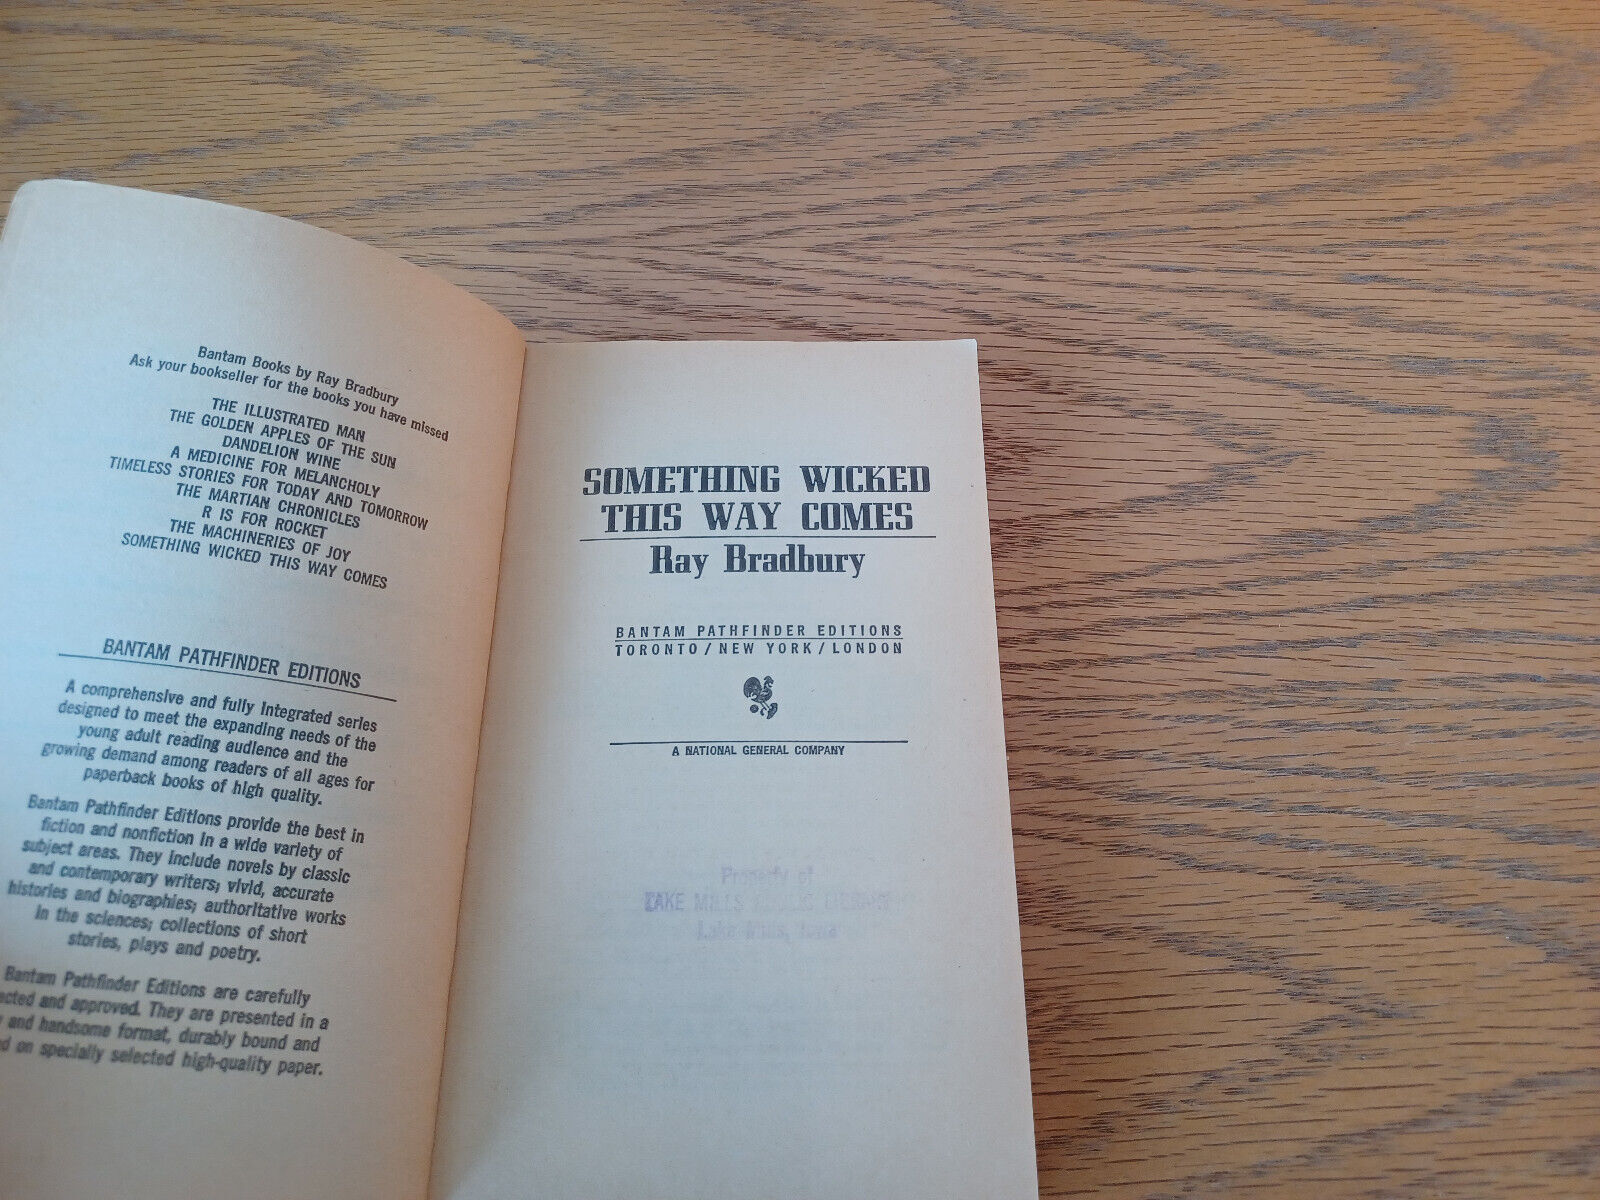 Bantam Books by Ray Bradbury
Ask your bookseller for the books you have missed
THE ILLUSTRATED MAN
THE GOLDEN APPLES OF THE SUN
DANDELION WINE
A MEDICINE FOR MELANCHOLY
TIMELESS STORIES FOR TODAY AND TOMORROW
THE MARTIAN CHRONICLES
R IS FOR ROCKET
THE MACHINERIES OF JOY
SOMETHING WICKED THIS WAY COMES
BANTAM PATHFINDER EDITIONS
A comprehensive and fully integrated series
designed to meet the expanding needs of the
young adult reading audience and the
growing demand among readers of all ages for
paperback books of high quality.
Bantam Pathfinder Editions provide the best in
fiction and nonfiction in a wide variety of
subject areas. They include novels by classic
and contemporary writers; vivid, accurate
histories and biographies; authoritative works
in the sciences; collections of short
stories, plays and poetry.
Bantam Pathfinder Editions are carefully
and approved. They are presented in a
and handsome format, durably bound and
on specially selected high-quality paper.
SOMETHING WICKED
THIS WAY COMES
Ray Bradbury
BANTAM PATHFINDER EDITIONS
TORONTO / NEW YORK / LONDON
A NATIONAL GENERAL COMPANY
Property of
LAKE MILLS PUBLIC LIBRARY
Lake Mills, Iowa